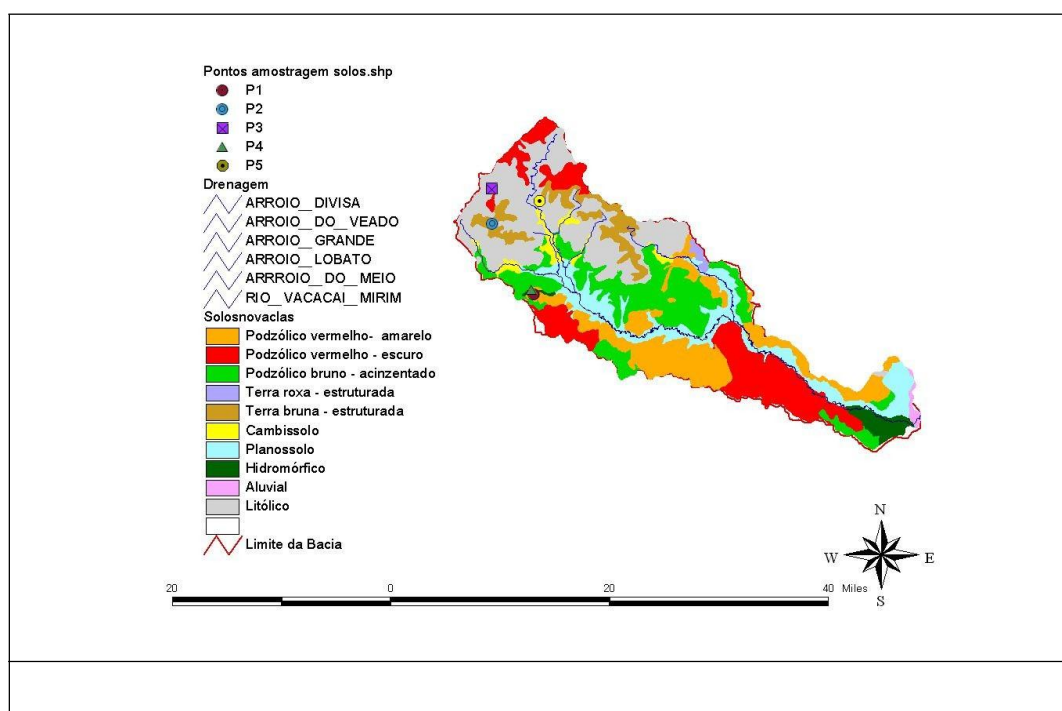 Pontos amostragem solos.shp
P1
P2
P3
P4
P5
Drenagem
ARROIO__DIVISA
ARROIO__DO__VEADO
ARROIO__GRANDE
ARROIO__LOBATO
ARRROIO__DO__MEIO
RIO__VACACAI__MIRIM
Solosnovaclas
Podzólico vermelho- amarelo
Podzólico vermelho - escuro
Podzólico bruno - acinzentado
Terra roxa - estruturada
Terra bruna - estruturada
Cambissolo
Planossolo
Hidromórfico
Aluvial
Litólico
Limite da Bacia
N
W E
S
20 0 20 40 Miles